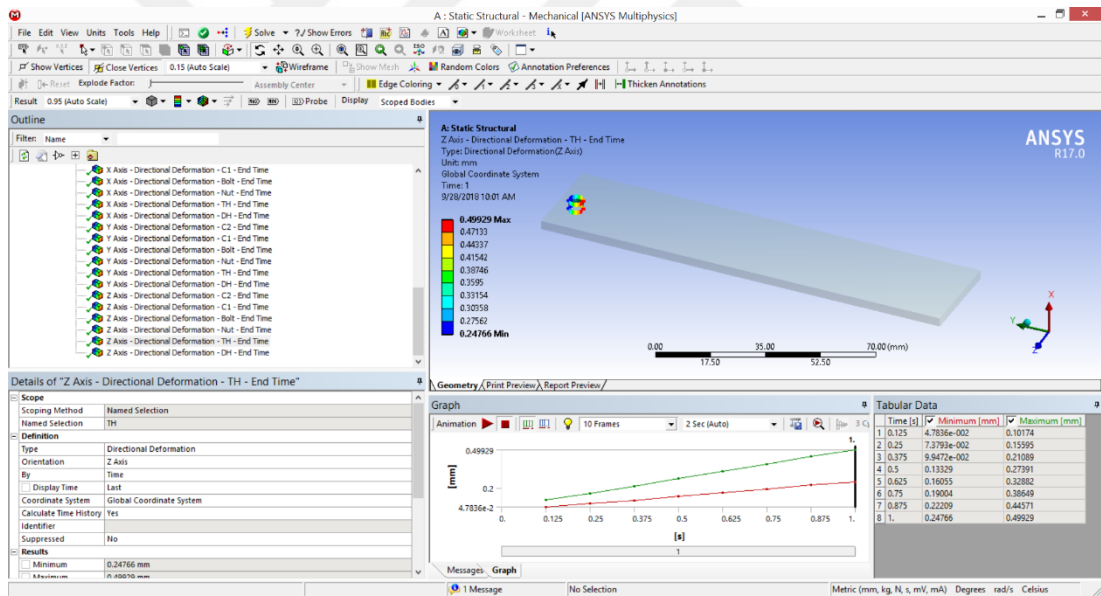 A : Static Structural - Mechanical [ANSYS Multiphysics]
File Edit View Units Tools Help Solve ?/ Show Errors Worksheet
Show Vertices Close Vertices 0.15 (Auto Scale) Wireframe Show Mesh Random Colors Annotation Preferences
Reset Explode Factor: Assembly Center Edge Coloring Thicken Annotations
Result 0.95 (Auto Scale) Probe Display Scoped Bodies
Outline
Filter: Name
X Axis - Directional Deformation - C1 - End Time
X Axis - Directional Deformation - Bolt - End Time
X Axis - Directional Deformation - Nut - End Time
X Axis - Directional Deformation - TH - End Time
X Axis - Directional Deformation - DH - End Time
Y Axis - Directional Deformation - C2 - End Time
Y Axis - Directional Deformation - C1 - End Time
Y Axis - Directional Deformation - Bolt - End Time
Y Axis - Directional Deformation - Nut - End Time
Y Axis - Directional Deformation - TH - End Time
Y Axis - Directional Deformation - DH - End Time
Z Axis - Directional Deformation - C2 - End Time
Z Axis - Directional Deformation - C1 - End Time
Z Axis - Directional Deformation - Bolt - End Time
Z Axis - Directional Deformation - Nut - End Time
Z Axis - Directional Deformation - TH - End Time
Z Axis - Directional Deformation - DH - End Time
A: Static Structural
Z Axis - Directional Deformation - TH - End Time
Type: Directional Deformation(Z Axis)
Unit: mm
Global Coordinate System
Time: 1
9/28/2018 10:01 AM
0.49929 Max
0.47133
0.44337
0.41542
0.38746
0.3595
0.33154
0.30358
0.27562
0.24766 Min
ANSYS
R17.0
X
Y
Z
0.00 35.00 70.00 (mm)
17.50 52.50
Geometry Print Preview Report Preview
Details of "Z Axis - Directional Deformation - TH - End Time"
Scope
Scoping Method Named Selection
Named Selection TH
Definition
Type Directional Deformation
Orientation Z Axis
By Time
Display Time Last
Coordinate System Global Coordinate System
Calculate Time History Yes
Identifier
Suppressed No
Results
Minimum 0.24766 mm
Maximum 0.49929 mm
Graph
Animation 10 Frames 2 Sec (Auto)
1.
0.49929
0.2
4.7836e-2
[mm]
0. 0.125 0.25 0.375 0.5 0.625 0.75 0.875 1.
[s]
1
Messages Graph
Tabular Data
Time [s] Minimum [mm] Maximum [mm]
1 0.125 4.7836e-002 0.10174
2 0.25 7.3793e-002 0.15595
3 0.375 9.9472e-002 0.21089
4 0.5 0.13329 0.27391
5 0.625 0.16055 0.32882
6 0.75 0.19004 0.38649
7 0.875 0.22209 0.44571
8 1. 0.24766 0.49929
1 Message No Selection Metric (mm, kg, N, s, mV, mA) Degrees rad/s Celsius